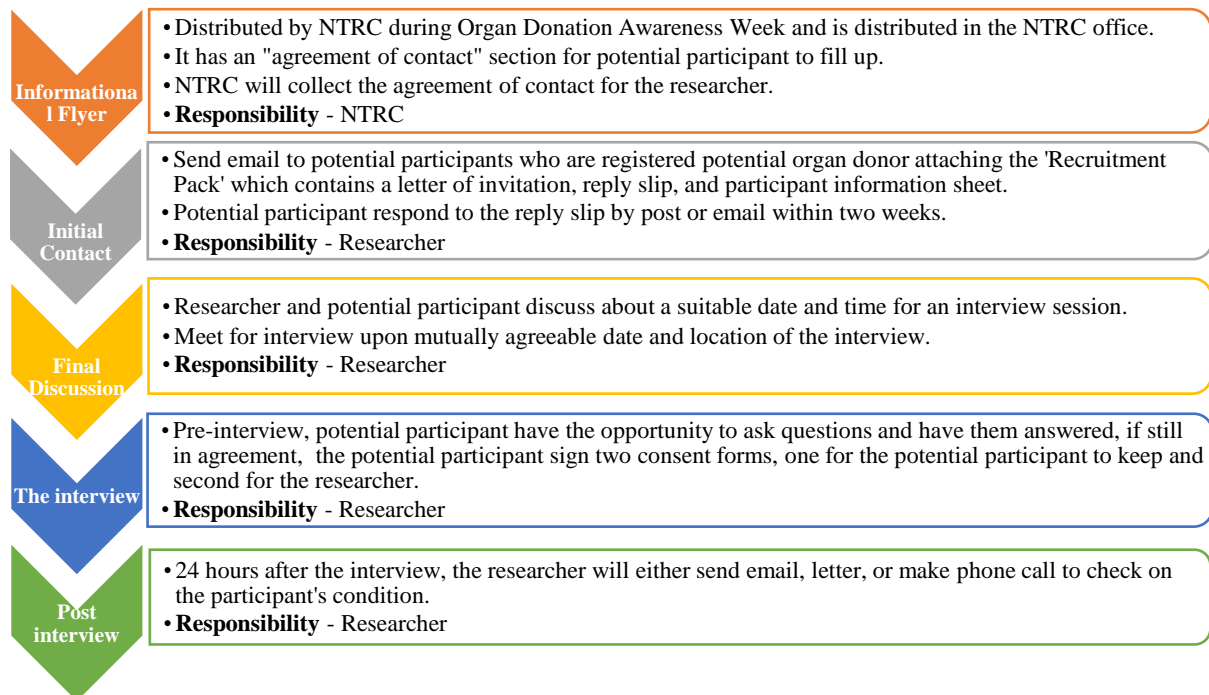 Informationa
l Flyer
• Distributed by NTRC during Organ Donation Awareness Week and is distributed in the NTRC office.
• It has an "agreement of contact" section for potential participant to fill up.
• NTRC will collect the agreement of contact for the researcher.
• Responsibility - NTRC
Initial
Contact
• Send email to potential participants who are registered potential organ donor attaching the 'Recruitment
Pack' which contains a letter of invitation, reply slip, and participant information sheet.
• Potential participant respond to the reply slip by post or email within two weeks.
• Responsibility - Researcher
Final
Discussion
• Researcher and potential participant discuss about a suitable date and time for an interview session.
• Meet for interview upon mutually agreeable date and location of the interview.
• Responsibility - Researcher
The interview
• Pre-interview, potential participant have the opportunity to ask questions and have them answered, if still
in agreement, the potential participant sign two consent forms, one for the potential participant to keep and
second for the researcher.
• Responsibility - Researcher
Post
interview
• 24 hours after the interview, the researcher will either send email, letter, or make phone call to check on
the participant's condition.
• Responsibility - Researcher